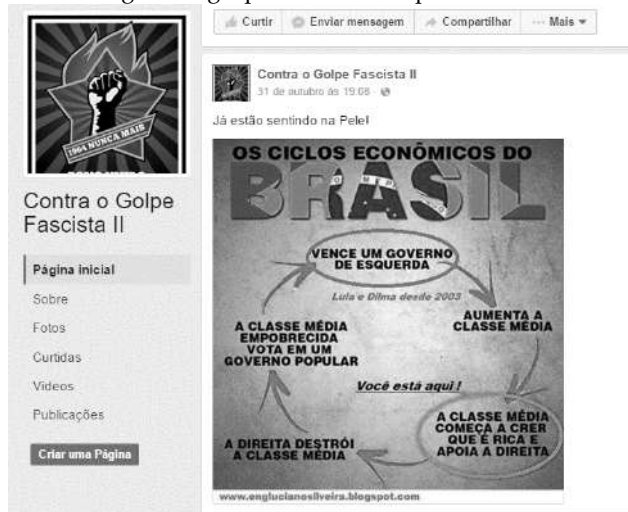 Curtir
Enviar mensagem
Compartilhar
Mais
1964 NUNCA MAIS
Contra o Golpe
Fascista II
Página inicial
Sobre
Fotos
Curtidas
Vídeos
Publicações
Criar uma Página
Contra o Golpe Fascista II
31 de outubro às 19:08
Já estão sentindo na Pele!
OS CICLOS ECONÔMICOS DO
BRASIL
VENCE UM GOVERNO
DE ESQUERDA
Lula e Dilma desde 2003
AUMENTA A
CLASSE MÉDIA
Você está aqui !
A CLASSE MÉDIA
COMEÇA A CRER
QUE É RICA E
APOIA A DIREITA
A DIREITA DESTRÓI
A CLASSE MÉDIA
A CLASSE MÉDIA
EMPOBRECIDA
VOTA EM UM
GOVERNO POPULAR
www.englucianosilveira.blogspot.com